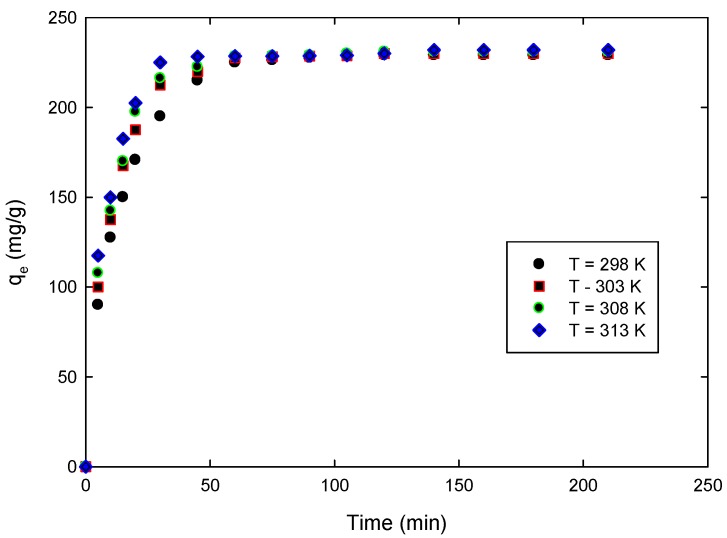 250
200
150
100
50
0
qe (mg/g)
T = 298 K
T - 303 K
T = 308 K
T = 313 K
0 50 100 150 200 250
Time (min)